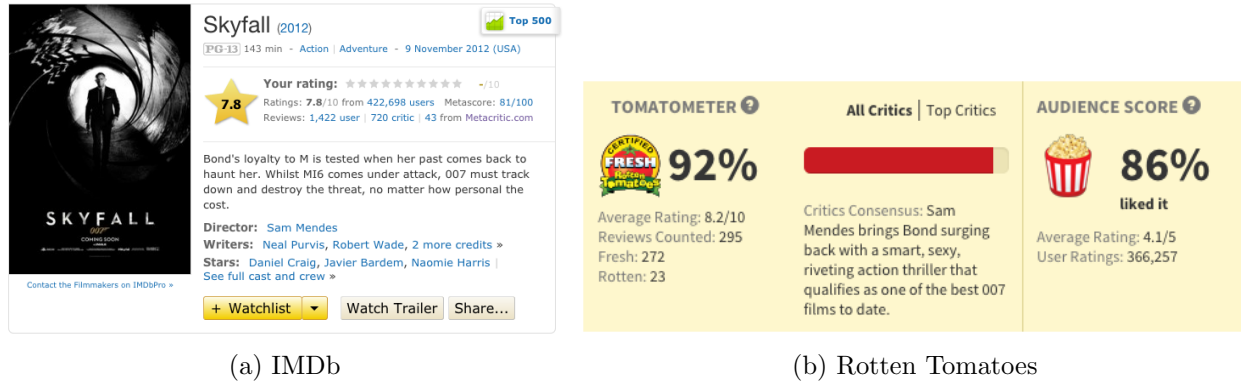 Skyfall (2012)
Top 500
PG-13 143 min - Action | Adventure - 9 November 2012 (USA)
7.8
Your rating: -/10
Ratings: 7.8/10 from 422,698 users Metascore: 81/100
Reviews: 1,422 user | 720 critic | 43 from Metacritic.com
Bond's loyalty to M is tested when her past comes back to
haunt her. Whilst MI6 comes under attack, 007 must track
down and destroy the threat, no matter how personal the
cost.
Director: Sam Mendes
Writers: Neal Purvis, Robert Wade, 2 more credits »
Stars: Daniel Craig, Javier Bardem, Naomie Harris |
See full cast and crew »
+ Watchlist
Watch Trailer
Share...
SKYFALL
007
COMING SOON
Contact the Filmmakers on IMDbPro »
(a) IMDb
TOMATOMETER ?
All Critics | Top Critics
CERTIFIED
FRESH
Rotten
Tomatoes
92%
Average Rating: 8.2/10
Reviews Counted: 295
Fresh: 272
Rotten: 23
Critics Consensus: Sam
Mendes brings Bond surging
back with a smart, sexy,
riveting action thriller that
qualifies as one of the best 007
films to date.
AUDIENCE SCORE ?
86%
liked it
Average Rating: 4.1/5
User Ratings: 366,257
(b) Rotten Tomatoes